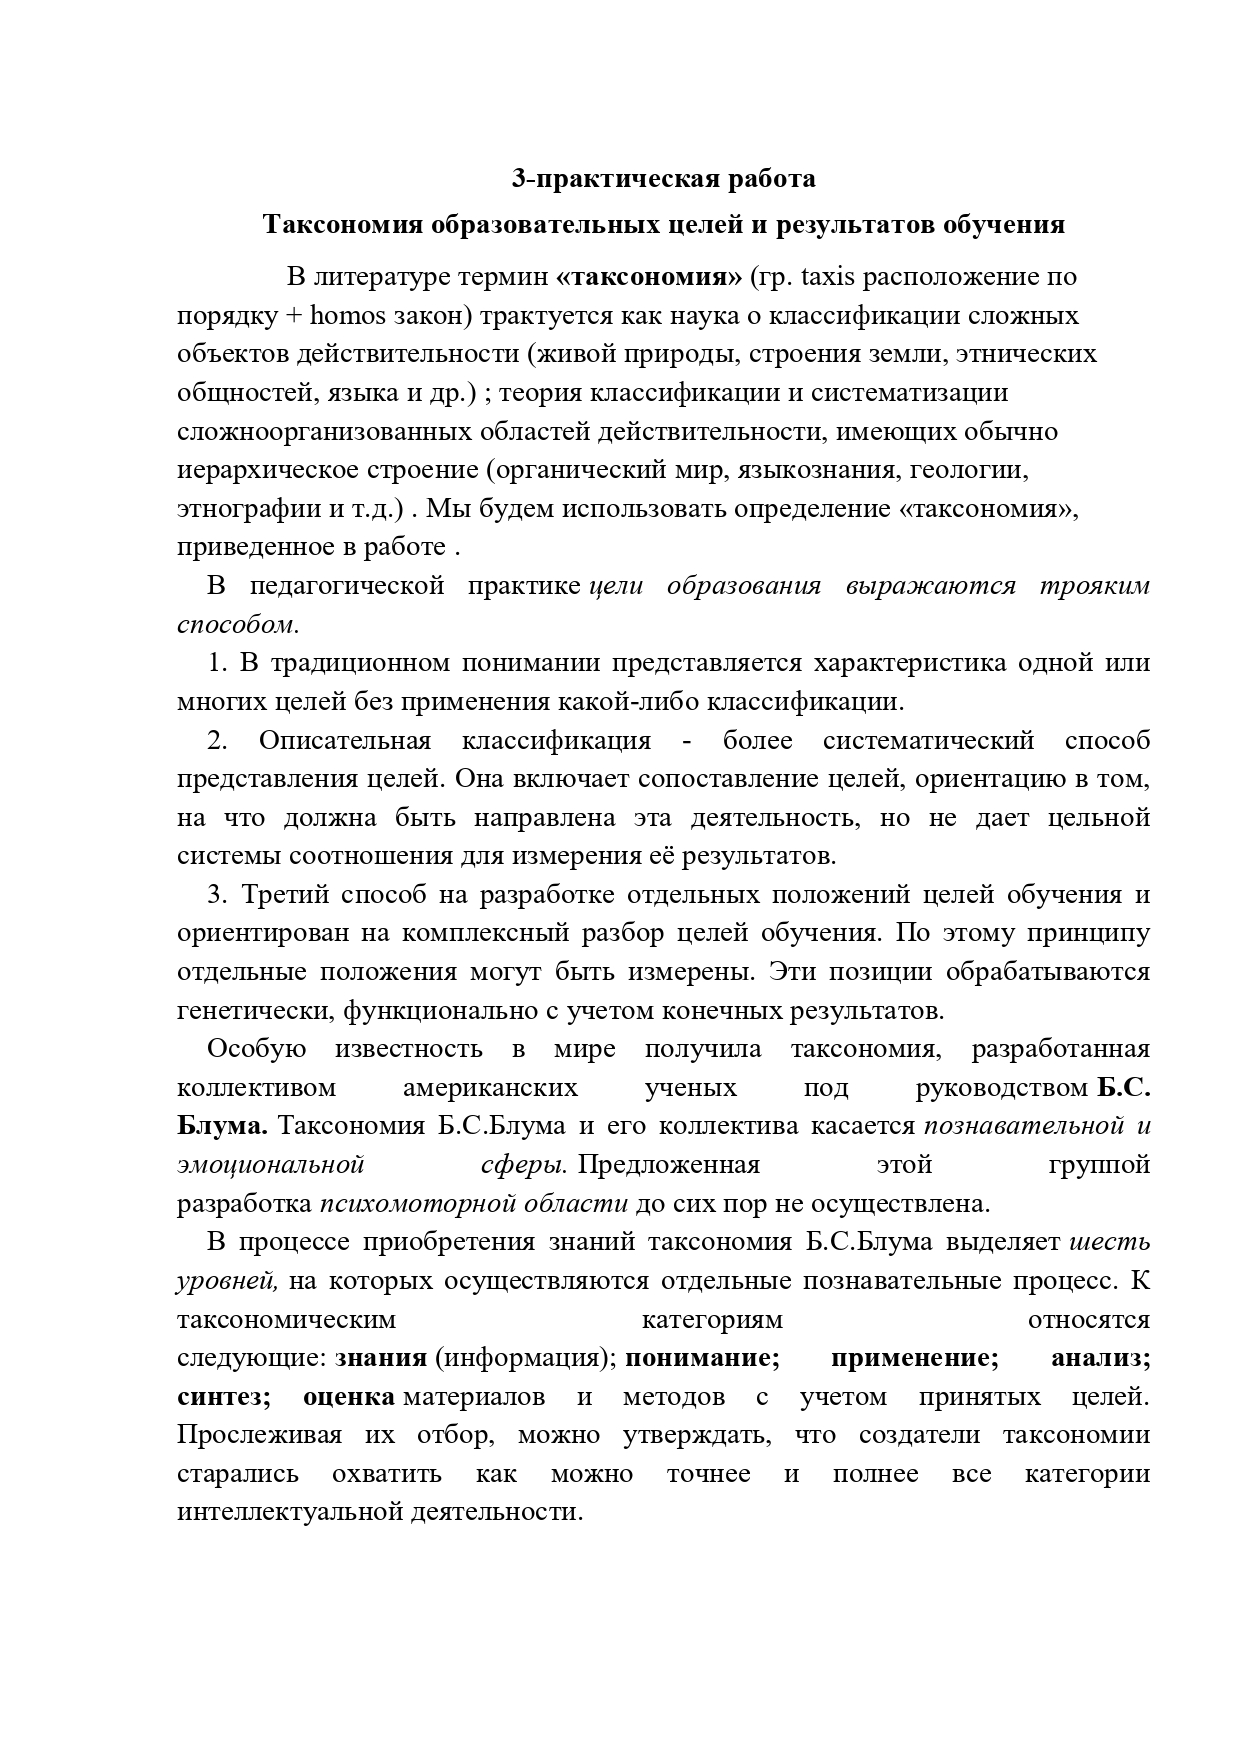 3-практическая работа
Таксономия образовательных целей и результатов обучения
В литературе термин «таксономия» (гр. taxis расположение по
порядку + homos закон) трактуется как наука о классификации сложных
объектов действительности (живой природы, строения земли, этнических
общностей, языка и др.) ; теория классификации и систематизации
сложноорганизованных областей действительности, имеющих обычно
иерархическое строение (органический мир, языкознания, геологии,
этнографии и т.д.) . Мы будем использовать определение «таксономия»,
приведенное в работе .
В педагогической практике цели образования выражаются трояким
способом.
1. В традиционном понимании представляется характеристика одной или
многих целей без применения какой-либо классификации.
2. Описательная классификация - более систематический способ
представления целей. Она включает сопоставление целей, ориентацию в том,
на что должна быть направлена эта деятельность, но не дает цельной
системы соотношения для измерения её результатов.
3. Третий способ на разработке отдельных положений целей обучения и
ориентирован на комплексный разбор целей обучения. По этому принципу
отдельные положения могут быть измерены. Эти позиции обрабатываются
генетически, функционально с учетом конечных результатов.
Особую известность в мире получила таксономия, разработанная
коллективом американских ученых под руководством Б.С.
Блума. Таксономия Б.С.Блума и его коллектива касается познавательной и
эмоциональной сферы. Предложенная этой группой
разработка психомоторной области до сих пор не осуществлена.
В процессе приобретения знаний таксономия Б.С.Блума выделяет шесть
уровней, на которых осуществляются отдельные познавательные процесс. К
таксономическим категориям относятся
следующие: знания (информация); понимание; применение; анализ;
синтез; оценка материалов и методов с учетом принятых целей.
Прослеживая их отбор, можно утверждать, что создатели таксономии
старались охватить как можно точнее и полнее все категории
интеллектуальной деятельности.